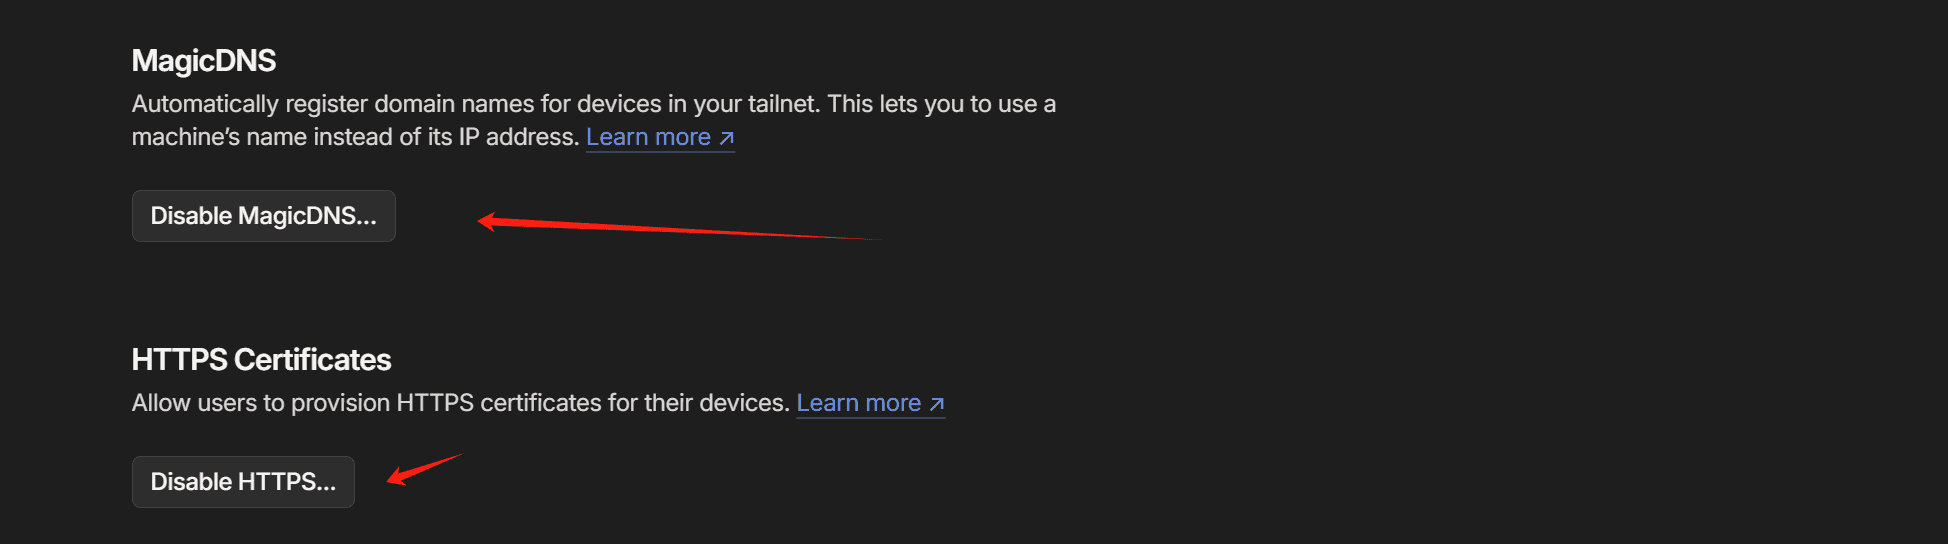 MagicDNS
Automatically register domain names for devices in your tailnet. This lets you to use a
machine’s name instead of its IP address. Learn more ↗
Disable MagicDNS...
HTTPS Certificates
Allow users to provision HTTPS certificates for their devices. Learn more ↗
Disable HTTPS...